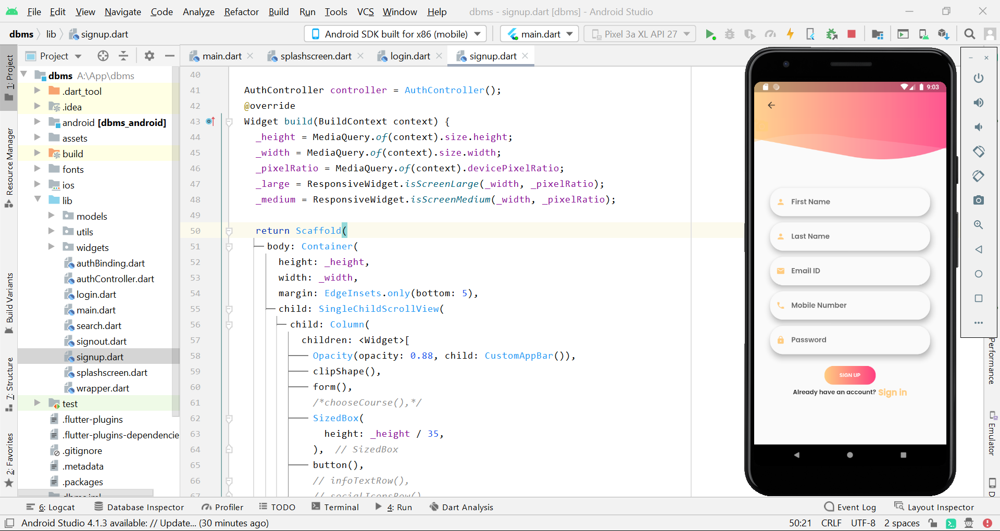 File Edit View Navigate Code Analyze Refactor Build Run Tools VCS Window Help dbms - signup.dart [dbms] - Android Studio
dbms lib signup.dart Android SDK built for x86 (mobile) main.dart Pixel 3a XL API 27
1: Project
Resource Manager
Build Variants
7: Structure
2: Favorites
Project
dbms A:\App\dbms
.dart_tool
.idea
android [dbms_android]
assets
build
fonts
ios
lib
models
utils
widgets
authBinding.dart
authController.dart
login.dart
main.dart
search.dart
signout.dart
signup.dart
splashscreen.dart
wrapper.dart
test
.flutter-plugins
.flutter-plugins-dependencie
.gitignore
.metadata
.packages
dbms.iml
main.dart splashscreen.dart login.dart signup.dart
40
41 AuthController controller = AuthController();
42 @override
43 Widget build(BuildContext context) {
44 _height = MediaQuery.of(context).size.height;
45 _width = MediaQuery.of(context).size.width;
46 _pixelRatio = MediaQuery.of(context).devicePixelRatio;
47 _large = ResponsiveWidget.isScreenLarge(_width, _pixelRatio);
48 _medium = ResponsiveWidget.isScreenMedium(_width, _pixelRatio);
49
50 return Scaffold(
51 body: Container(
52 height: _height,
53 width: _width,
54 margin: EdgeInsets.only(bottom: 5),
55 child: SingleChildScrollView(
56 child: Column(
57 children: <Widget>[
58 Opacity(opacity: 0.88, child: CustomAppBar()),
59 clipShape(),
60 form(),
61 /*chooseCourse(),*/
62 SizedBox(
63 height: _height / 35,
64 ), // SizedBox
65 button(),
66 // infoTextRow(),
67 // socialIconsRow()
9:03
First Name
Last Name
Email ID
Mobile Number
Password
SIGN UP
Already have an account? Sign in
Performance
Emulator
D
6: Logcat Database Inspector Profiler TODO Terminal 4: Run Dart Analysis Event Log Layout Inspector
Android Studio 4.1.3 available: // Update... (30 minutes ago) 50:21 CRLF UTF-8 2 spaces